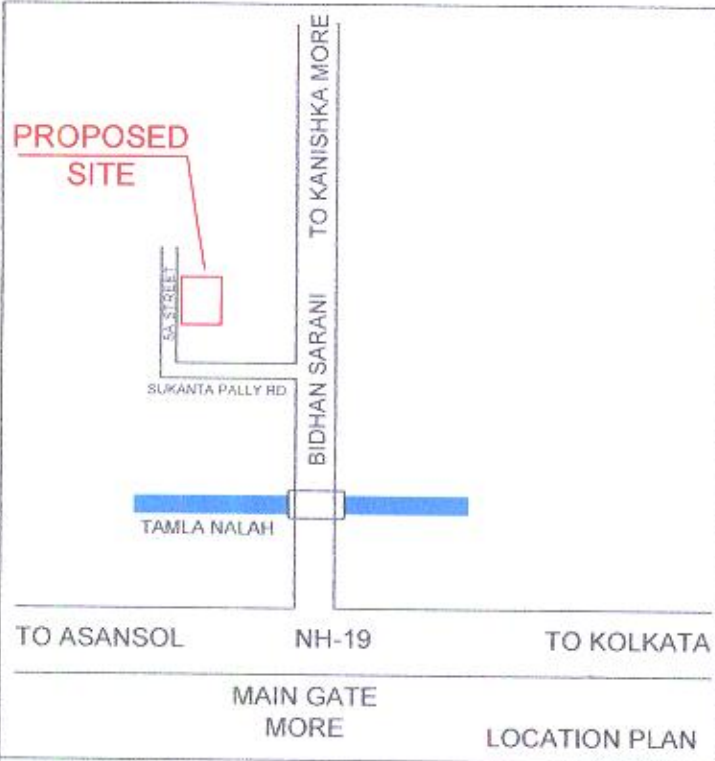 PROPOSED
SITE
TO KANISHKA MORE
5A STREET
BIDHAN SARANI
SUKANTA PALLY RD
TAMLA NALAH
TO ASANSOL
NH-19
TO KOLKATA
MAIN GATE
MORE
LOCATION PLAN